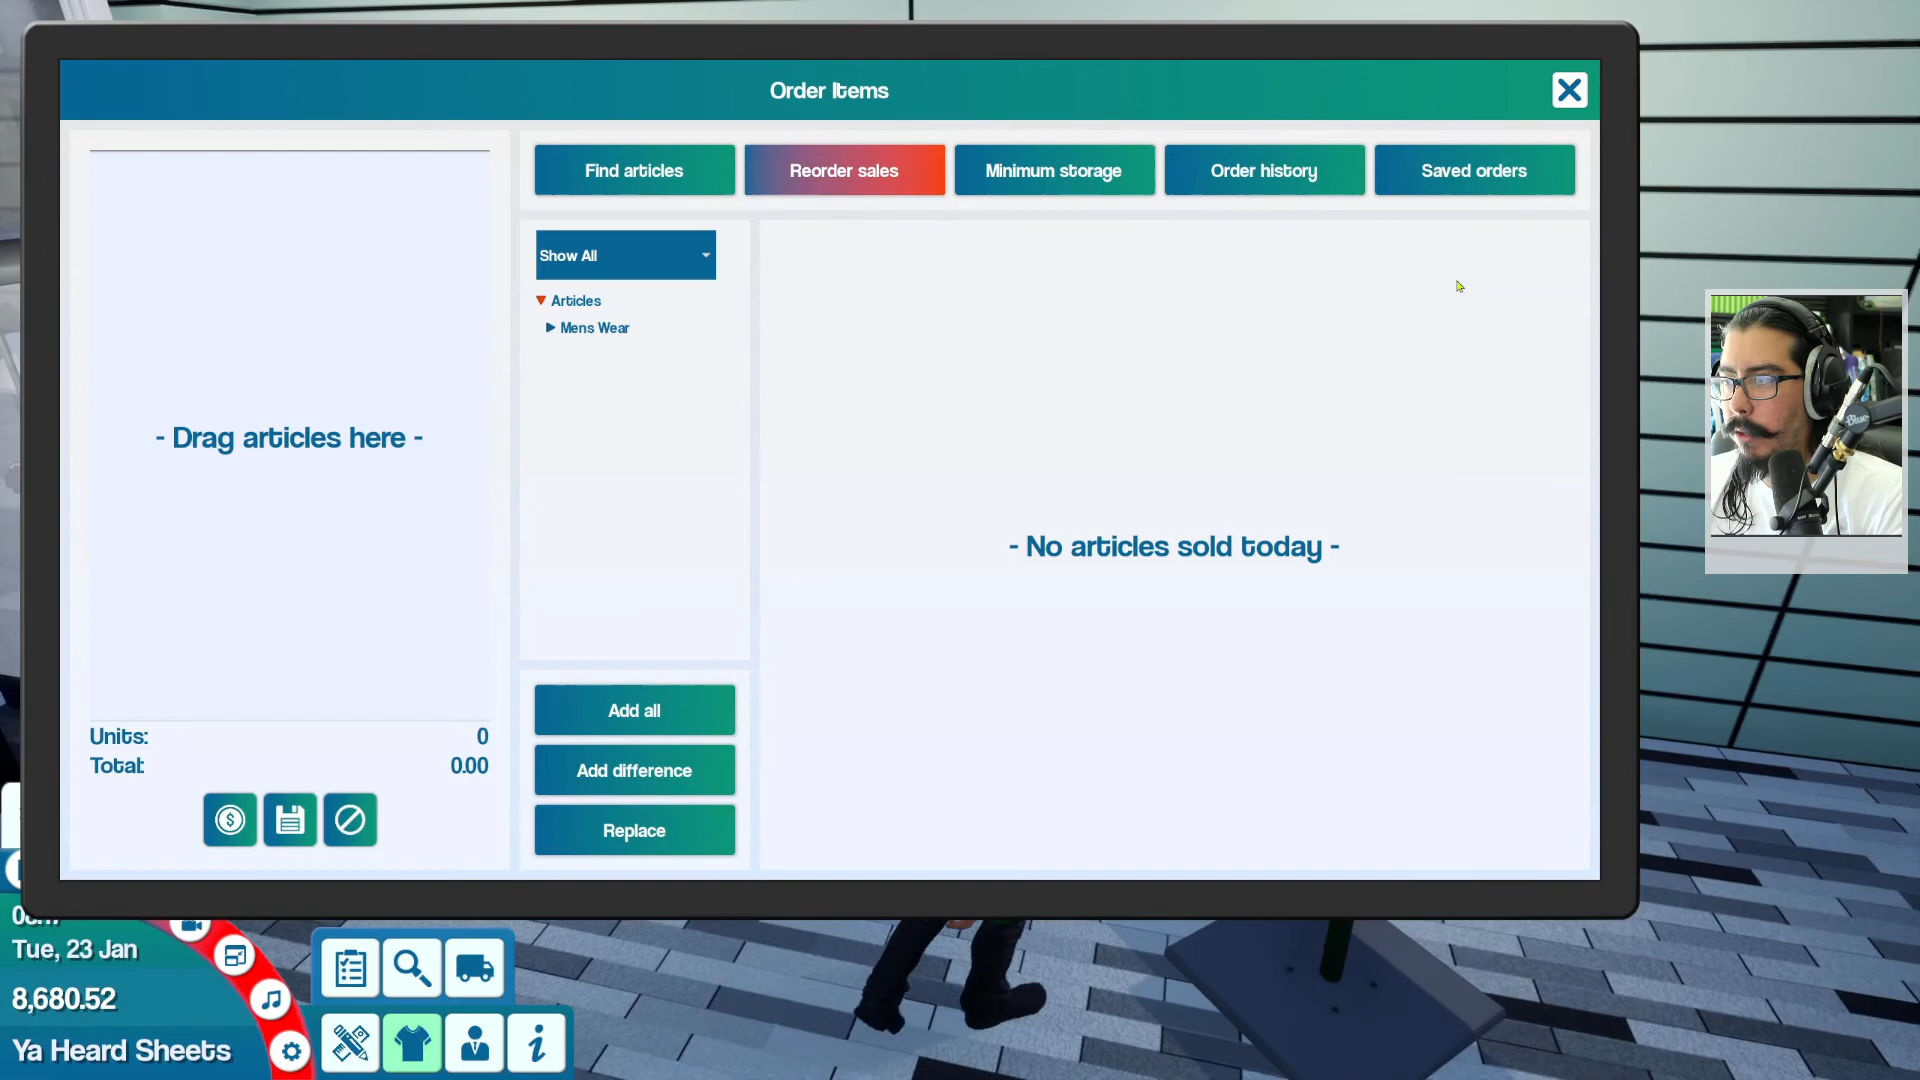 Order Items
Find articles
Reorder sales
Minimum storage
Order history
Saved orders
Show All
Articles
Mens Wear
- Drag articles here -
- No articles sold today -
Add all
Add difference
Replace
Units: 0
Total: 0.00
Tue, 23 Jan
8,680.52
Ya Heard Sheets
Blue